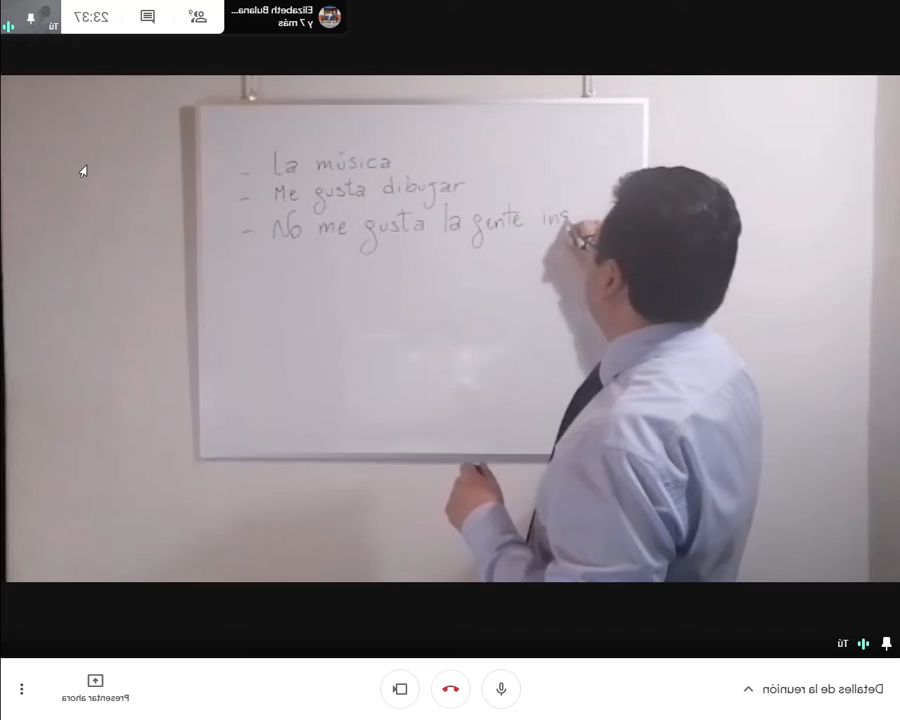 Tú
23:37
Elizabeth Bulana...
y 7 más
- La música
- Me gusta dibujar
- No me gusta la gente ins
Tú
Presentar ahora
Detalles de la reunión